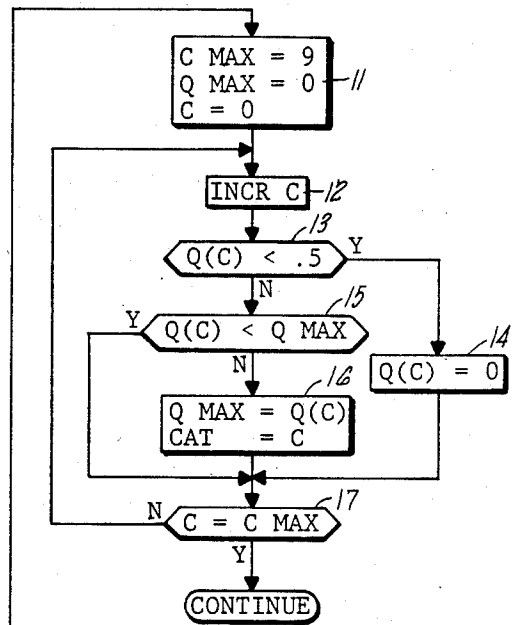 C MAX = 9
Q MAX = 0
C = 0
11
INCR C
12
13
Q(C) < .5
Y
N
15
Y
Q(C) < Q MAX
N
14
Q(C) = 0
16
Q MAX = Q(C)
CAT = C
17
N
C = C MAX
Y
CONTINUE